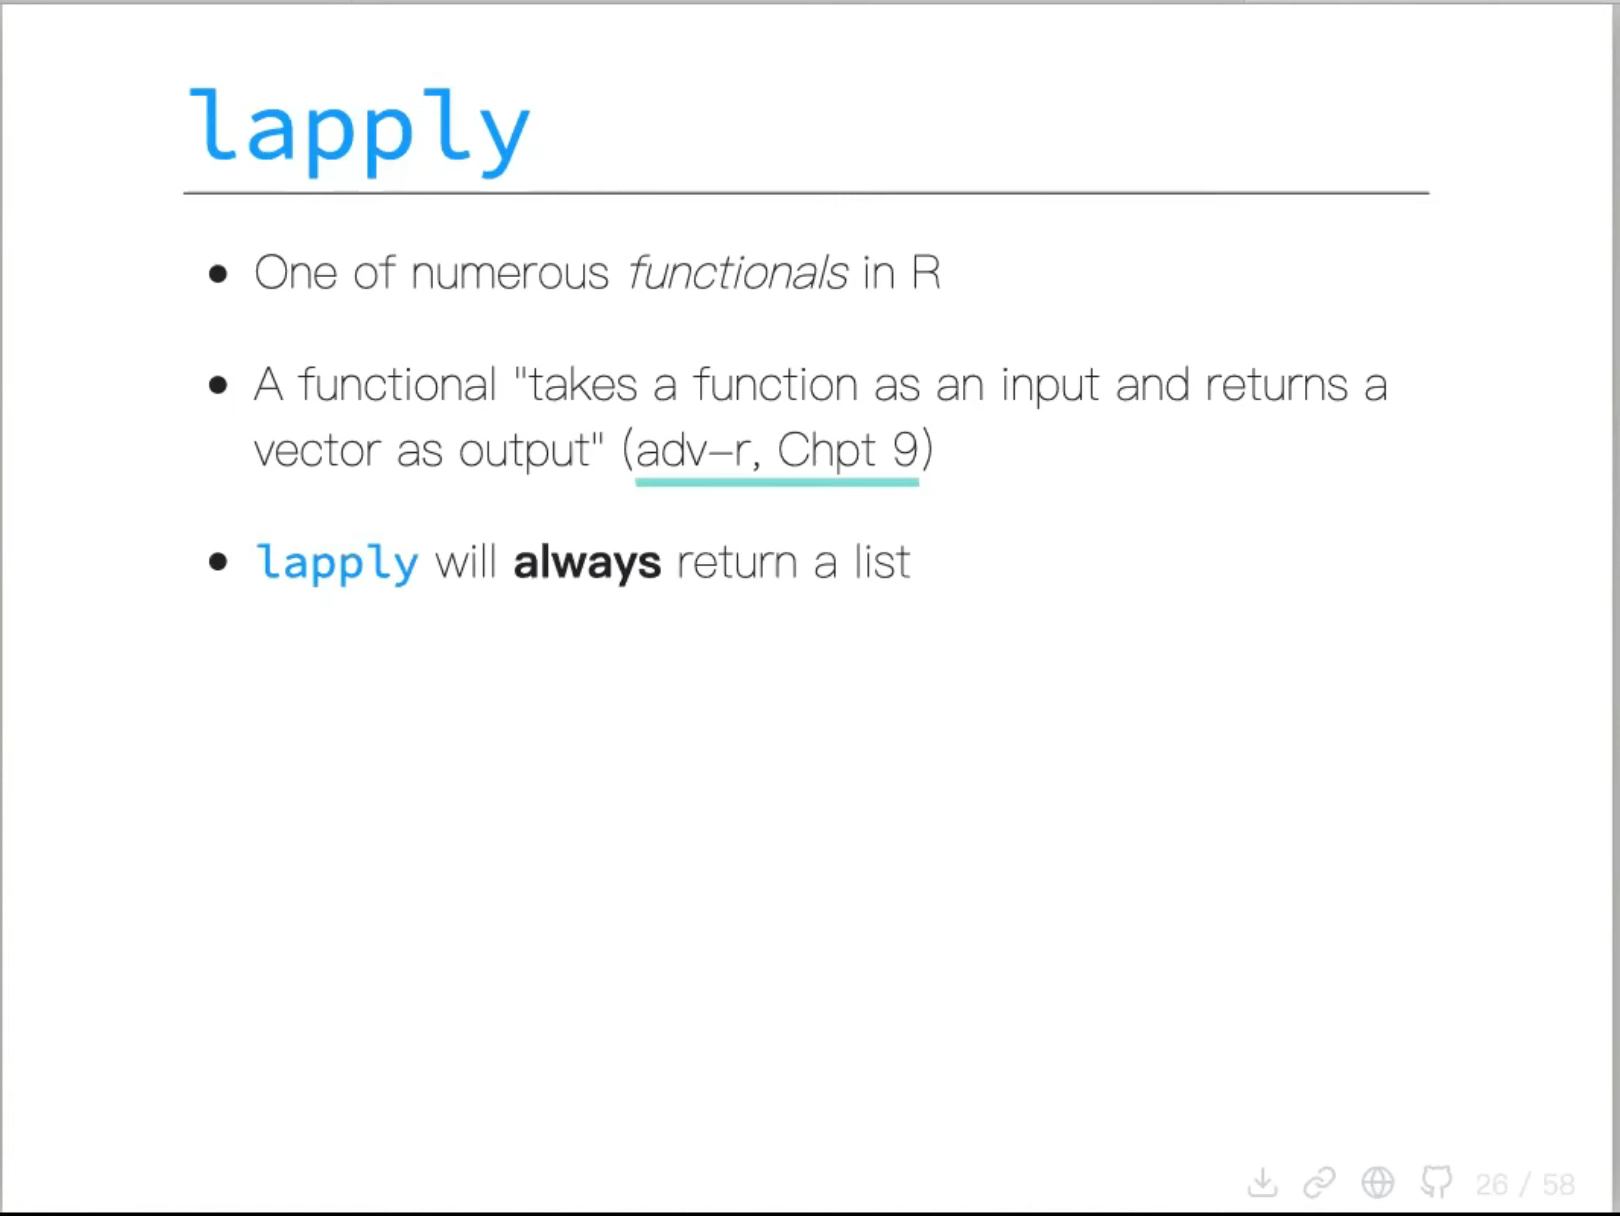 lapply
One of numerous functionals in R
A functional "takes a function as an input and returns a
vector as output" (adv–r, Chpt 9)
lapply will always return a list
26 / 58